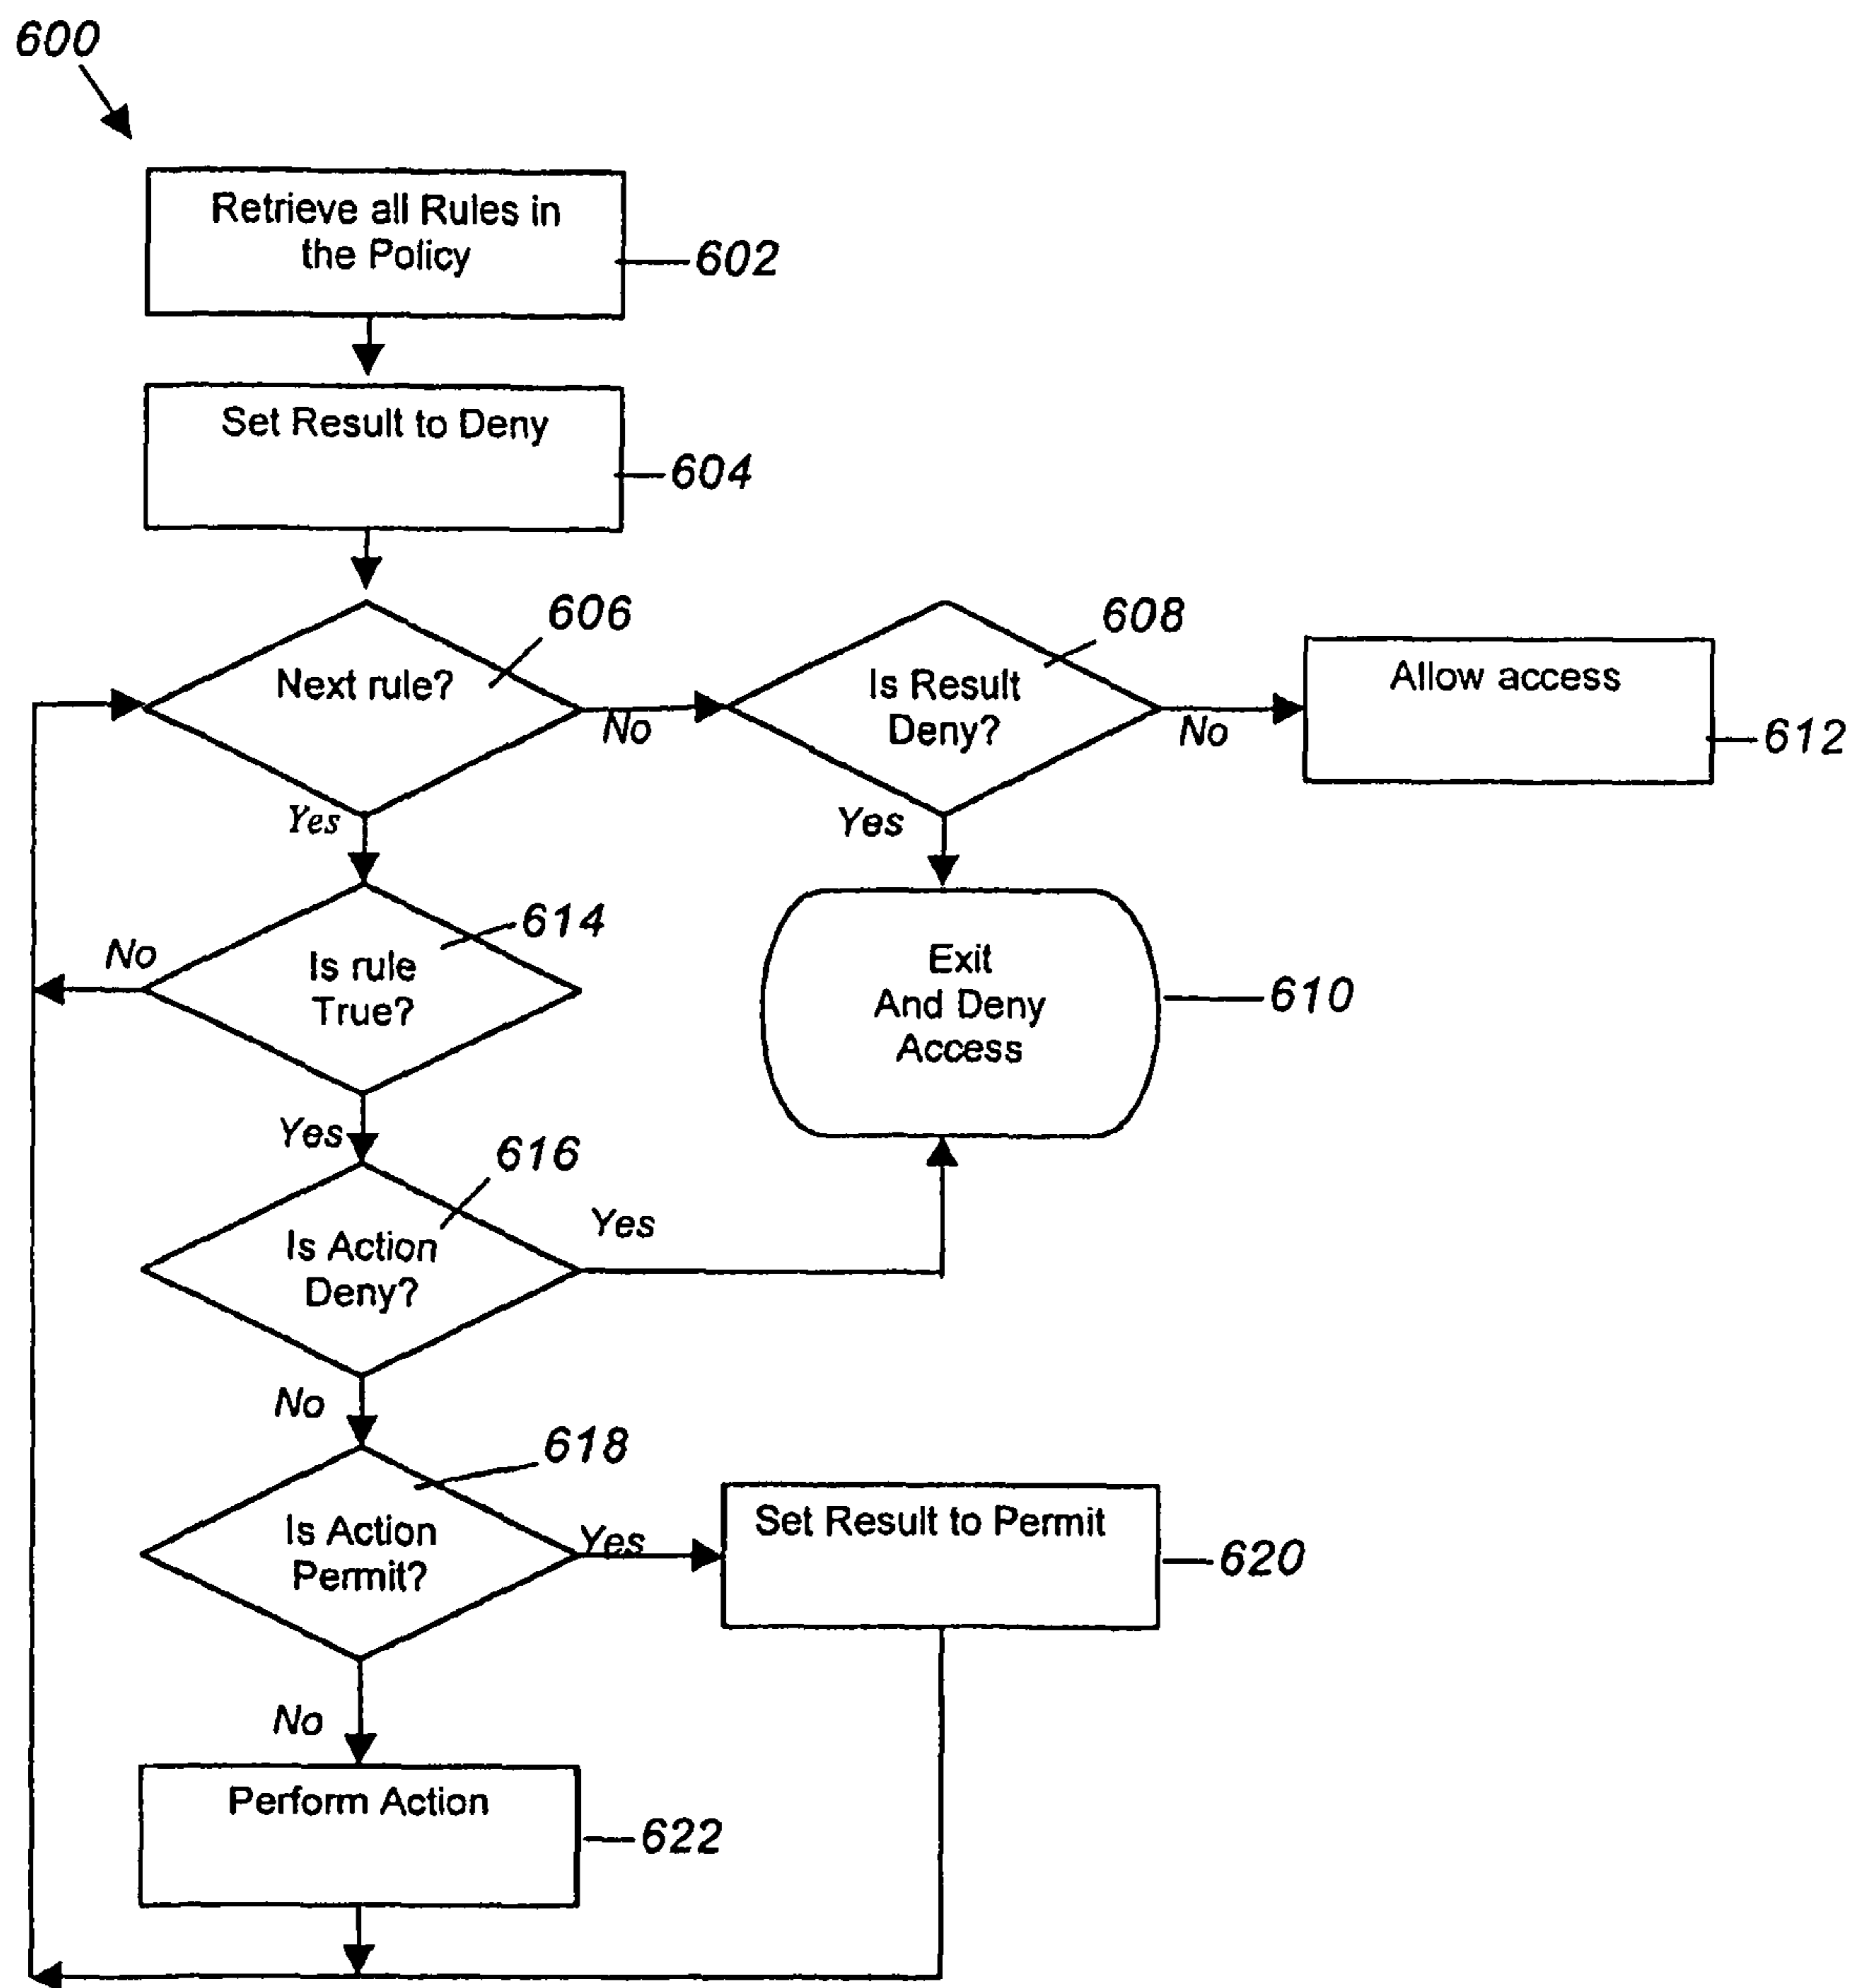 600
Retrieve all Rules in
the Policy
602
Set Result to Deny
604
606
Next rule?
No
Yes
608
Is Result
Deny?
No
Yes
Allow access
612
614
Is rule
True?
No
Yes
Exit
And Deny
Access
610
616
Is Action
Deny?
Yes
No
618
Is Action
Permit?
Yes
No
Set Result to Permit
620
Perform Action
622